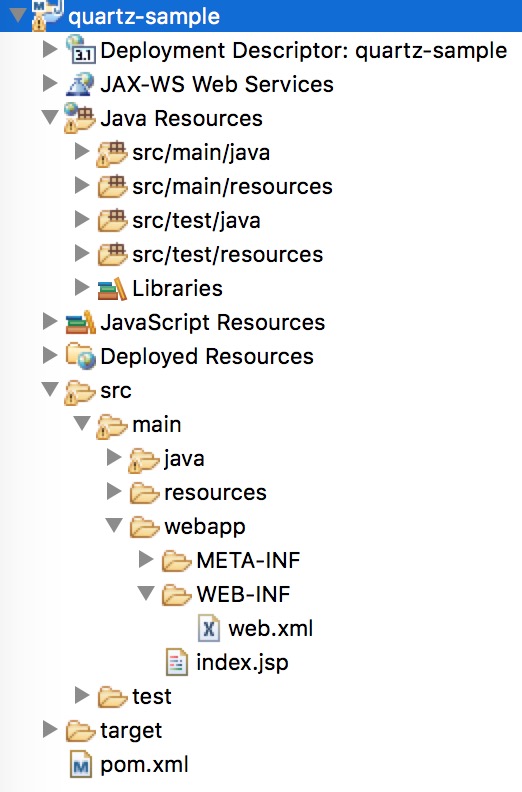 quartz-sample
3.1 Deployment Descriptor: quartz-sample
JAX-WS Web Services
Java Resources
src/main/java
src/main/resources
src/test/java
src/test/resources
Libraries
JavaScript Resources
Deployed Resources
src
main
java
resources
webapp
META-INF
WEB-INF
web.xml
index.jsp
test
target
pom.xml